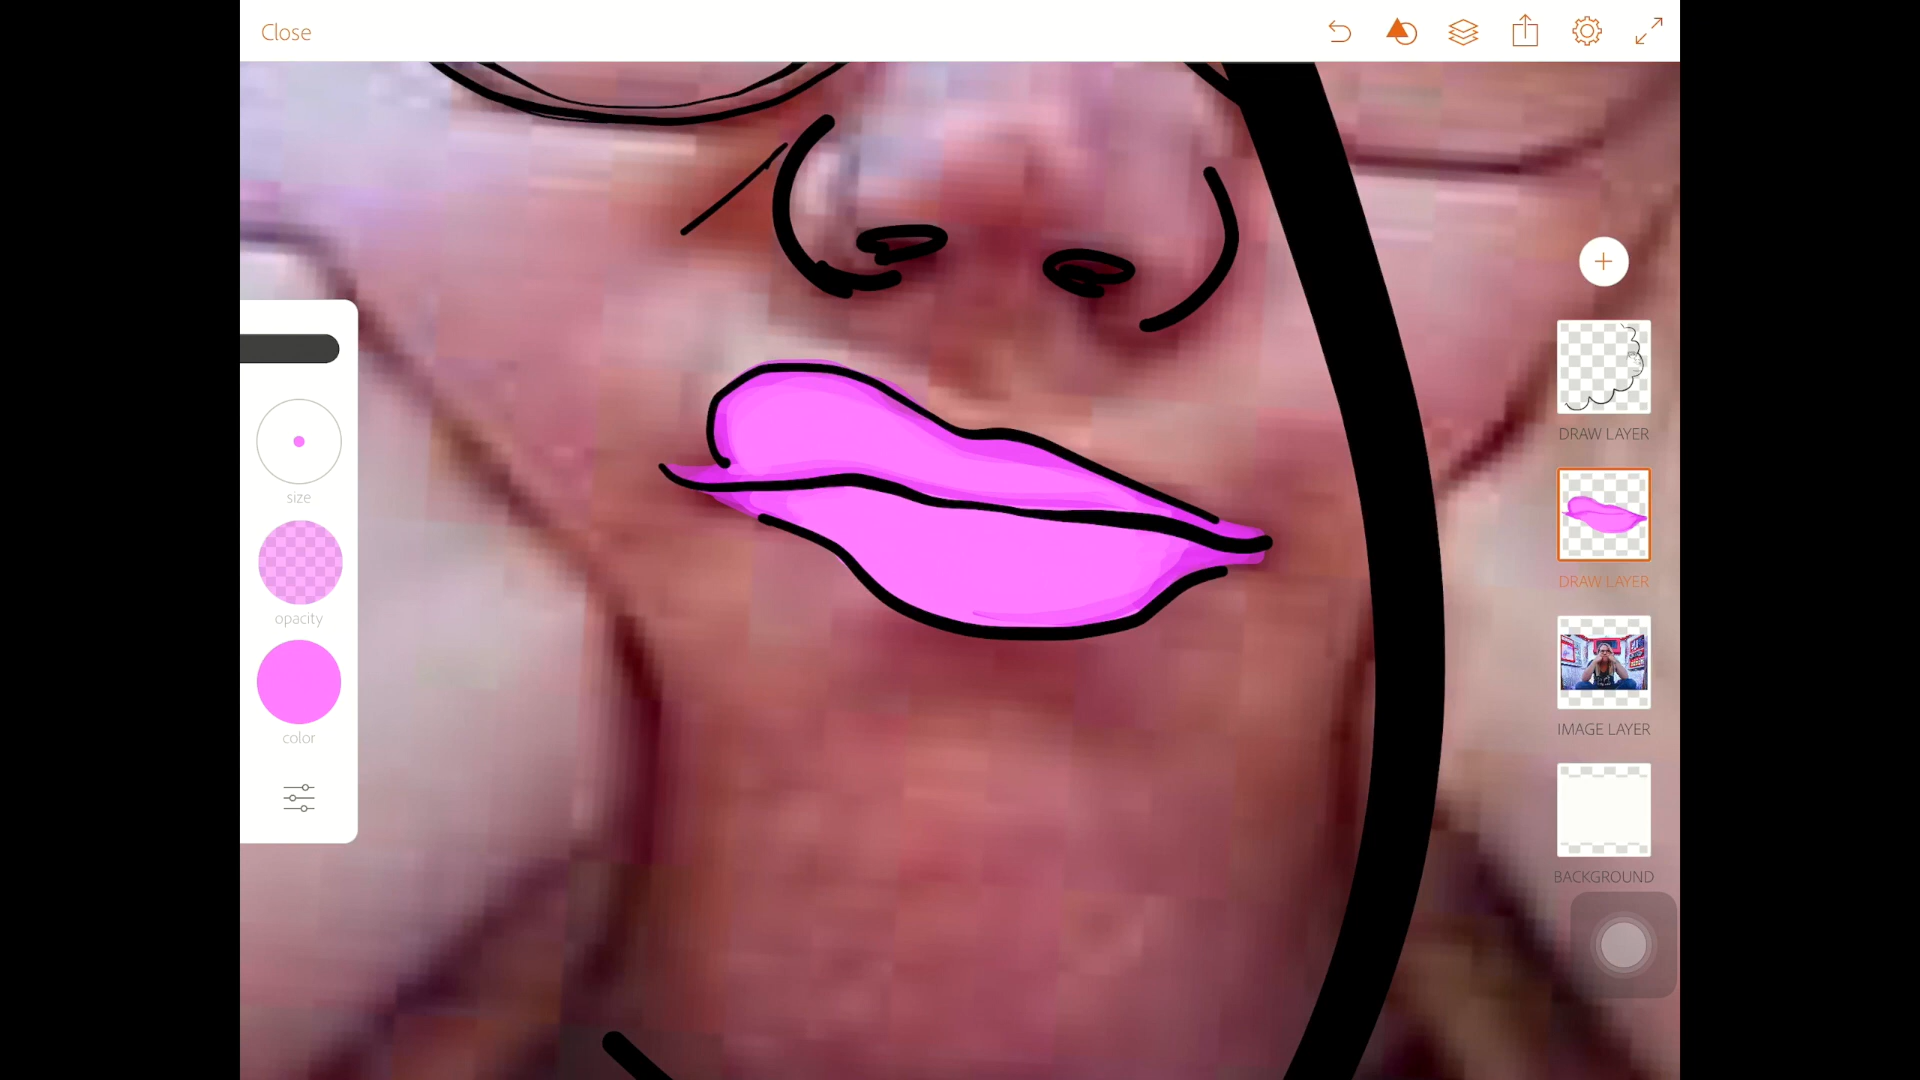 Close
size
opacity
color
DRAW LAYER
DRAW LAYER
IMAGE LAYER
BACKGROUND